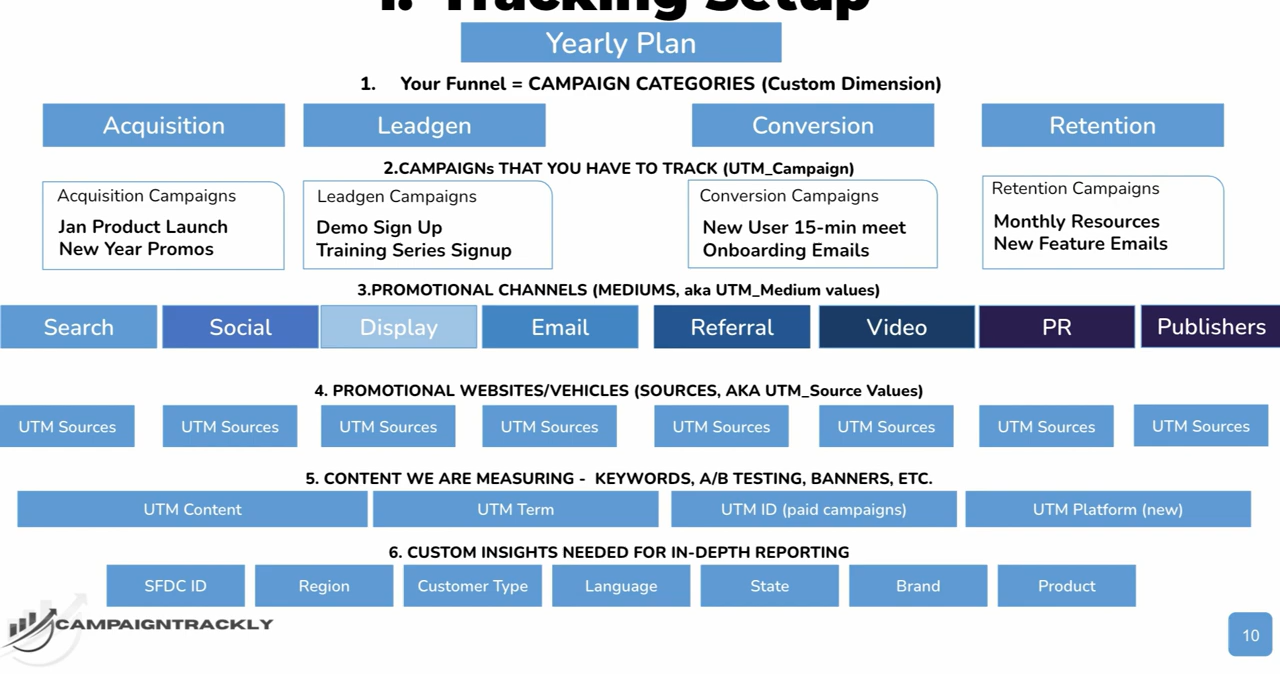 1. Tracking Setup
Yearly Plan
1. Your Funnel = CAMPAIGN CATEGORIES (Custom Dimension)
Acquisition Leadgen Conversion Retention
2.CAMPAIGNs THAT YOU HAVE TO TRACK (UTM_Campaign)
Acquisition Campaigns
Jan Product Launch
New Year Promos
Leadgen Campaigns
Demo Sign Up
Training Series Signup
Conversion Campaigns
New User 15-min meet
Onboarding Emails
Retention Campaigns
Monthly Resources
New Feature Emails
3.PROMOTIONAL CHANNELS (MEDIUMS, aka UTM_Medium values)
Search Social Display Email Referral Video PR Publishers
4. PROMOTIONAL WEBSITES/VEHICLES (SOURCES, AKA UTM_Source Values)
UTM Sources UTM Sources UTM Sources UTM Sources UTM Sources UTM Sources UTM Sources UTM Sources
5. CONTENT WE ARE MEASURING - KEYWORDS, A/B TESTING, BANNERS, ETC.
UTM Content UTM Term UTM ID (paid campaigns) UTM Platform (new)
6. CUSTOM INSIGHTS NEEDED FOR IN-DEPTH REPORTING
SFDC ID Region Customer Type Language State Brand Product
CAMPAIGNTRACKLY
10